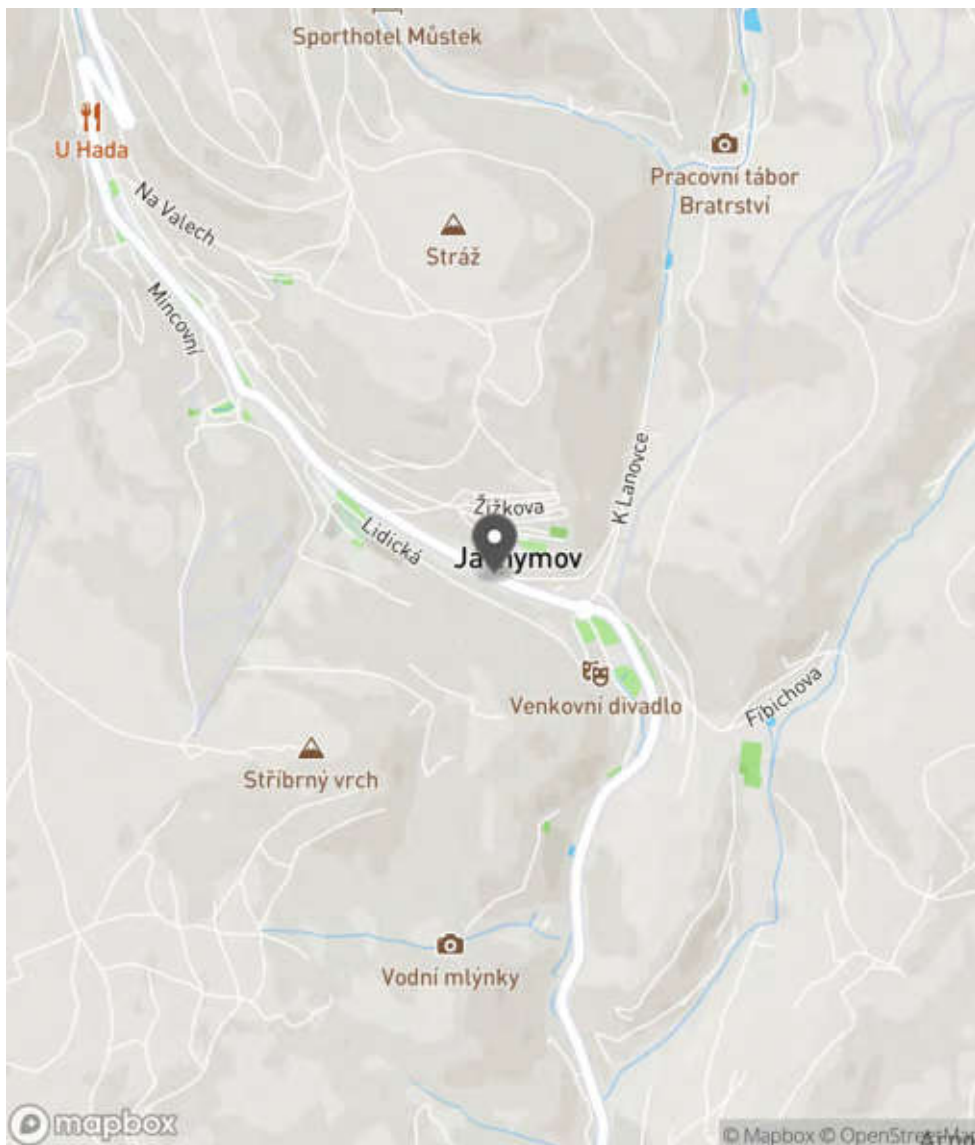 Sporthotel Můstek
U Hada
Pracovní tábor
Bratrství
Na Valech
Stráž
Mincovní
K Lanovce
Žižkova
Lidická
Jáchymov
Venkovní divadlo
Fibichova
Stříbrný vrch
Vodní mlýnky
mapbox
© Mapbox © OpenStreetMap